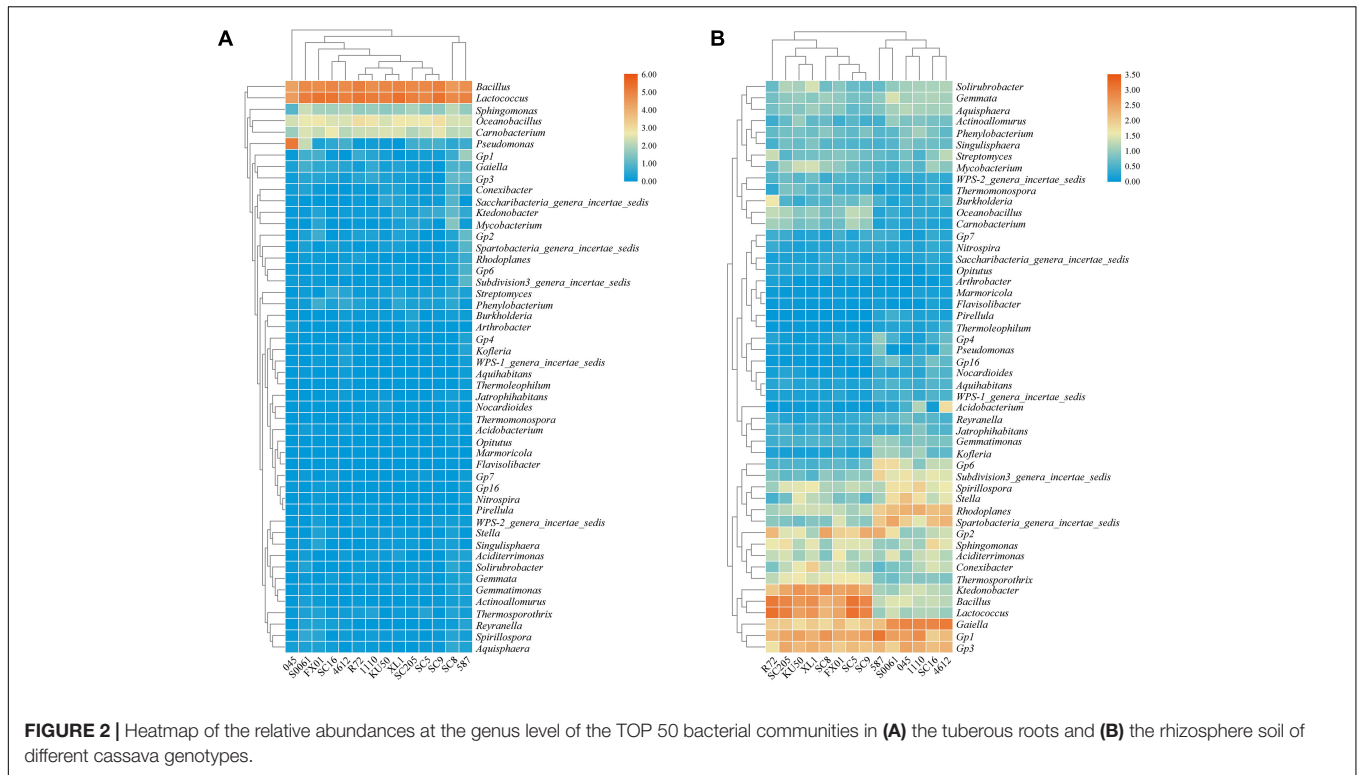 A
B
6.00
5.00
4.00
3.00
2.00
1.00
0.00
Bacillus
Lactococcus
Sphingomonas
Oceanobacillus
Carnobacterium
Pseudomonas
Gp1
Gaiella
Gp3
Conexibacter
Saccharibacteria_genera_incertae_sedis
Ktedonobacter
Mycobacterium
Gp2
Spartobacteria_genera_incertae_sedis
Rhodoplanes
Gp6
Subdivision3_genera_incertae_sedis
Streptomyces
Phenylobacterium
Burkholderia
Arthrobacter
Gp4
Kofleria
WPS-1_genera_incertae_sedis
Aquihabitans
Thermoleophilum
Jatrophihabitans
Nocardioides
Thermomonospora
Acidobacterium
Opitutus
Marmoricola
Flavisolibacter
Gp7
Gp16
Nitrospira
Pirellula
WPS-2_genera_incertae_sedis
Stella
Singulisphaera
Aciditerrimonas
Solirubrobacter
Gemmata
Gemmatimonas
Actinoallomurus
Thermosporothrix
Reyranella
Spirillospora
Aquisphaera
045
S0061
FX01
SC16
4612
R72
1110
KU50
XL1
SC205
SC5
SC9
SC8
587
3.50
3.00
2.50
2.00
1.50
1.00
0.50
0.00
Solirubrobacter
Gemmata
Aquisphaera
Actinoallomurus
Phenylobacterium
Singulisphaera
Streptomyces
Mycobacterium
WPS-2_genera_incertae_sedis
Thermomonospora
Burkholderia
Oceanobacillus
Carnobacterium
Gp7
Nitrospira
Saccharibacteria_genera_incertae_sedis
Opitutus
Arthrobacter
Marmoricola
Flavisolibacter
Pirellula
Thermoleophilum
Gp4
Pseudomonas
Gp16
Nocardioides
Aquihabitans
WPS-1_genera_incertae_sedis
Acidobacterium
Reyranella
Jatrophihabitans
Gemmatimonas
Kofleria
Gp6
Subdivision3_genera_incertae_sedis
Spirillospora
Stella
Rhodoplanes
Spartobacteria_genera_incertae_sedis
Gp2
Sphingomonas
Aciditerrimonas
Conexibacter
Thermosporothrix
Ktedonobacter
Bacillus
Lactococcus
Gaiella
Gp1
Gp3
R72
SC205
KU50
XL1
SC8
FX01
SC5
SC9
587
S0061
045
1110
SC16
4612
FIGURE 2 | Heatmap of the relative abundances at the genus level of the TOP 50 bacterial communities in (A) the tuberous roots and (B) the rhizosphere soil of
different cassava genotypes.